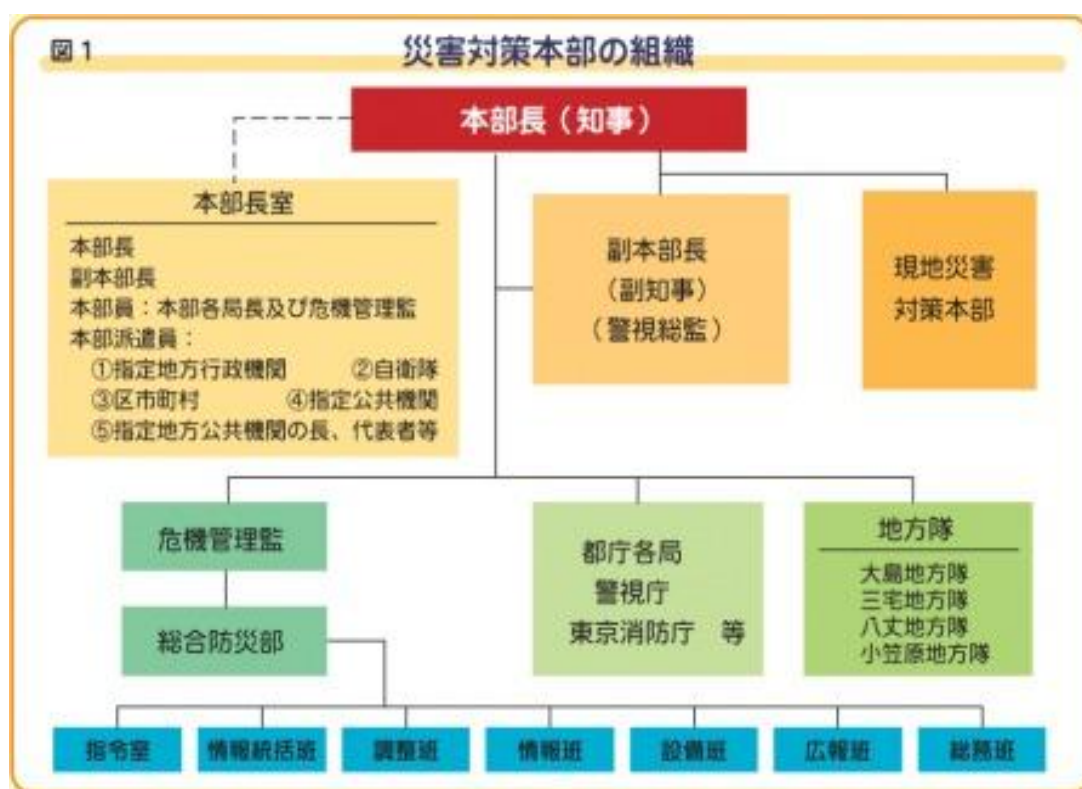 図1
災害対策本部の組織
本部長（知事）
本部長室
本部長
副本部長
本部員：本部各局長及び危機管理監
本部派遣員：
①指定地方行政機関　②自衛隊
③区市町村　④指定公共機関
⑤指定地方公共機関の長、代表者等
副本部長
（副知事）
（警視総監）
現地災害
対策本部
危機管理監
総合防災部
都庁各局
警視庁
東京消防庁　等
地方隊
大島地方隊
三宅地方隊
八丈地方隊
小笠原地方隊
指令室
情報統括班
調整班
情報班
設備班
広報班
総務班